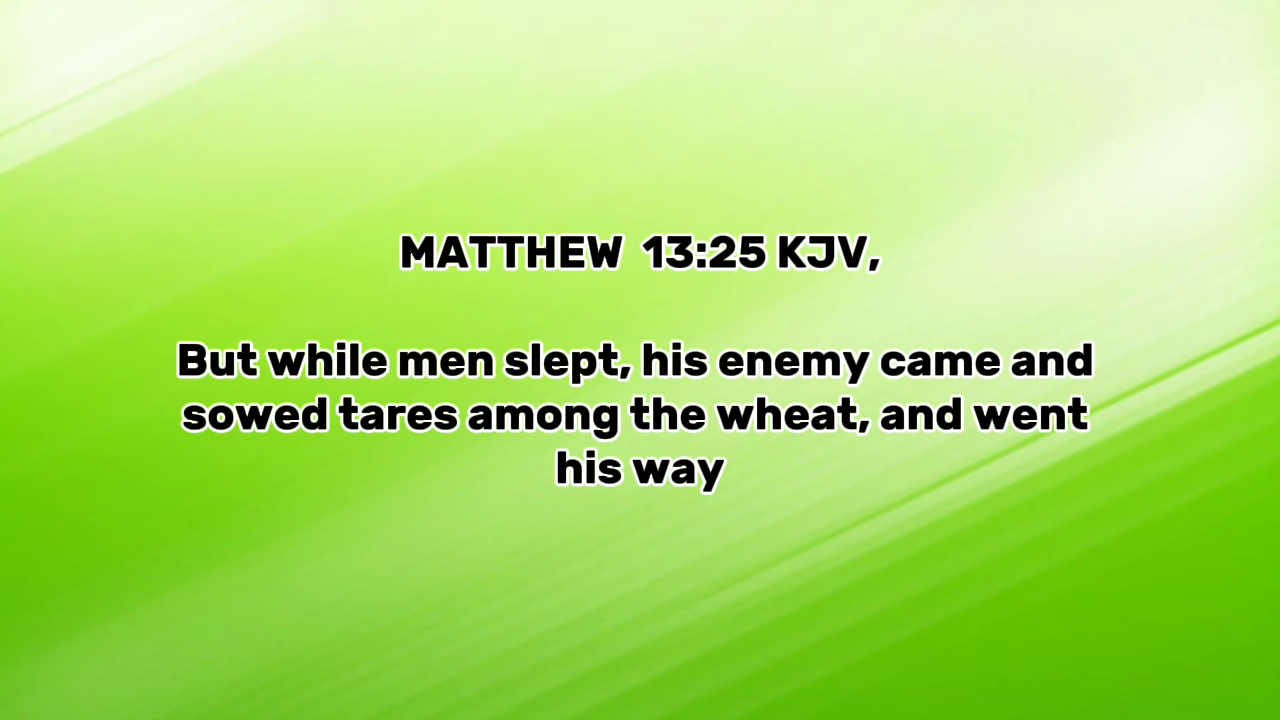 MATTHEW  13:25 KJV,
But while men slept, his enemy came and
sowed tares among the wheat, and went
his way